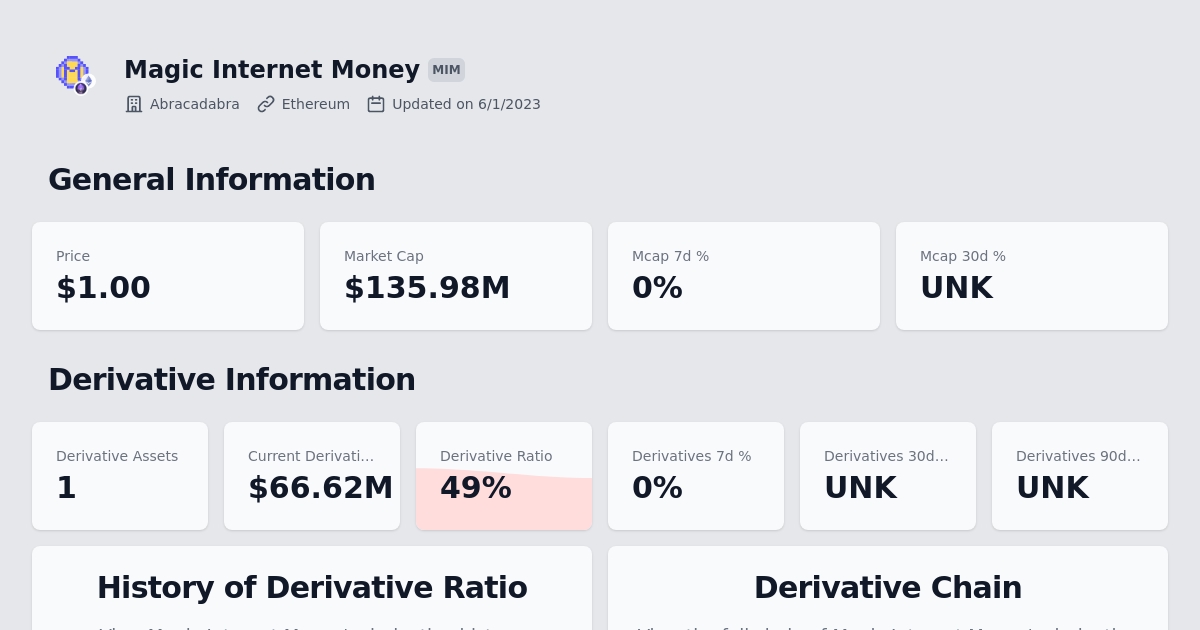 Magic Internet Money MIM
Abracadabra Ethereum Updated on 6/1/2023
General Information
Price
$1.00
Market Cap
$135.98M
Mcap 7d %
0%
Mcap 30d %
UNK
Derivative Information
Derivative Assets
1
Current Derivati...
$66.62M
Derivative Ratio
49%
Derivatives 7d %
0%
Derivatives 30d...
UNK
Derivatives 90d...
UNK
History of Derivative Ratio
Derivative Chain